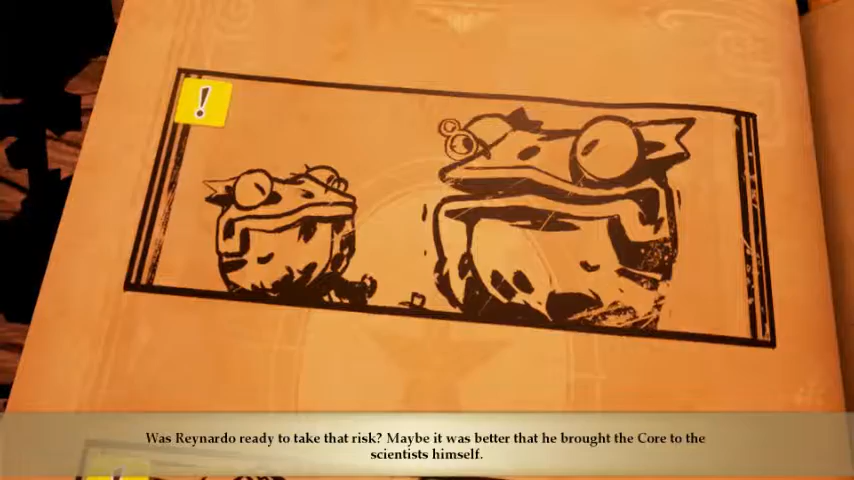 !
Was Reynardo ready to take that risk? Maybe it was better that he brought the Core to the
scientists himself.